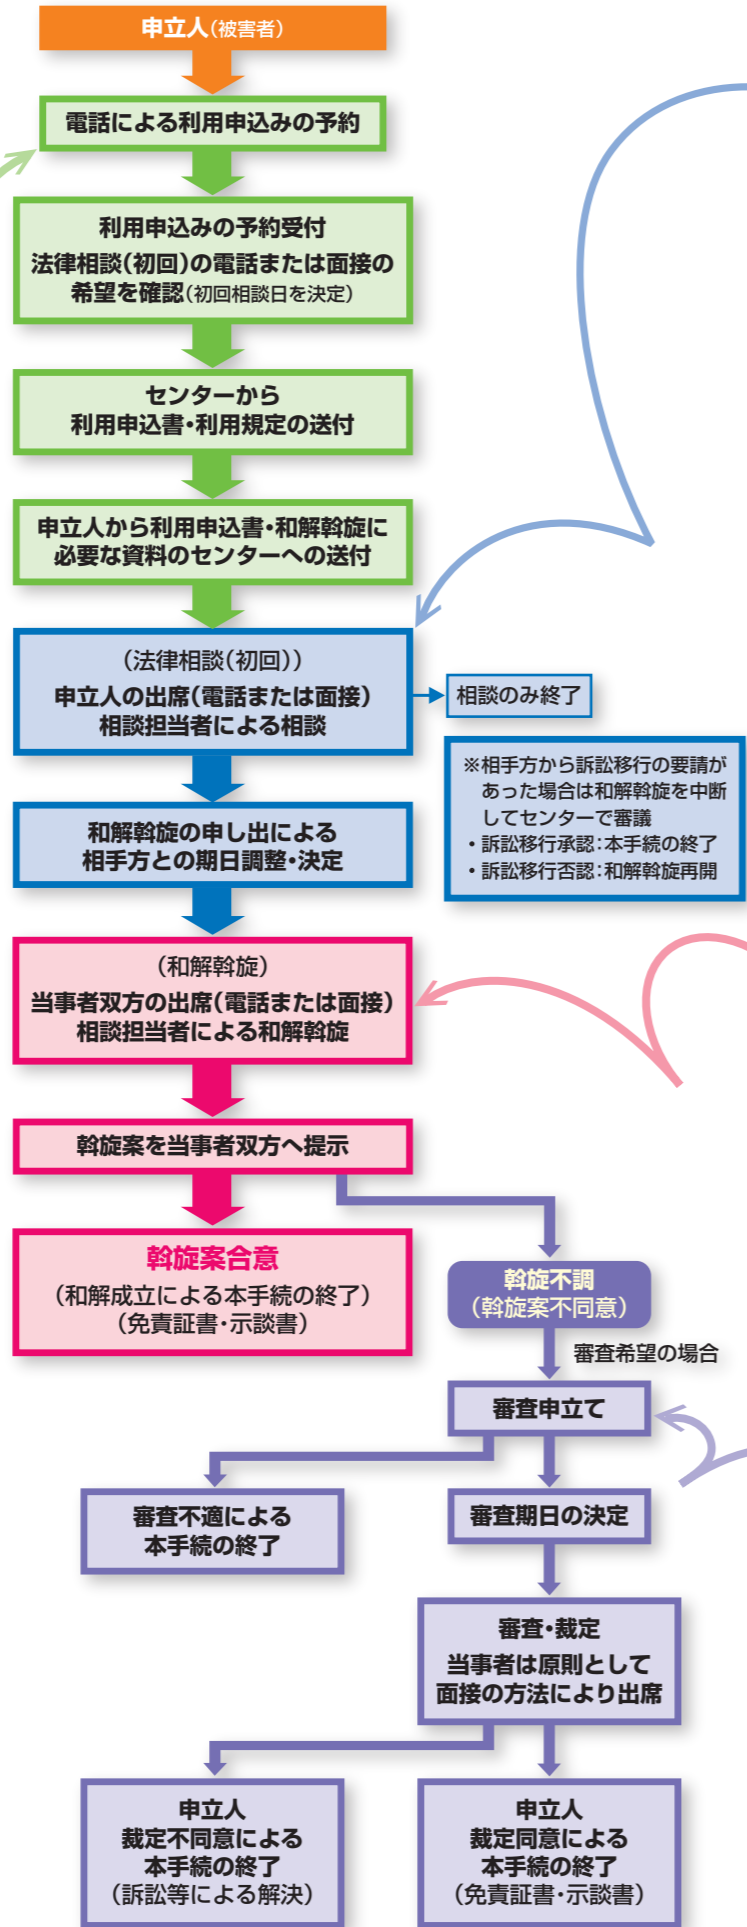 申立人(被害者)
電話による利用申込みの予約
利用申込みの予約受付
法律相談(初回)の電話または面接の
希望を確認(初回相談日を決定)
センターから
利用申込書・利用規定の送付
申立人から利用申込書・和解斡旋に
必要な資料のセンターへの送付
(法律相談(初回))
申立人の出席(電話または面接)
相談担当者による相談
相談のみ終了
※相手方から訴訟移行の要請が
あった場合は和解斡旋を中断
してセンターで審議
・訴訟移行承認:本手続の終了
・訴訟移行否認:和解斡旋再開
和解斡旋の申し出による
相手方との期日調整・決定
(和解斡旋)
当事者双方の出席(電話または面接)
相談担当者による和解斡旋
斡旋案を当事者双方へ提示
斡旋案合意
(和解成立による本手続の終了)
(免責証書・示談書)
斡旋不調
(斡旋案不同意)
審査希望の場合
審査申立て
審査不適による
本手続の終了
審査期日の決定
審査・裁定
当事者は原則として
面接の方法により出席
申立人
裁定不同意による
本手続の終了
(訴訟等による解決)
申立人
裁定同意による
本手続の終了
(免責証書・示談書)